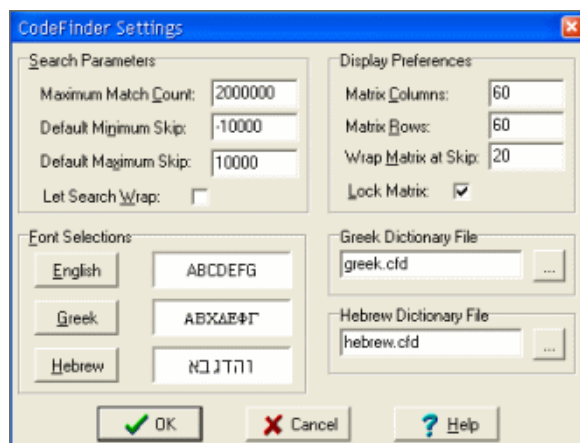 CodeFinder Settings
Search Parameters
Maximum Match Count: 2000000
Default Minimum Skip: -10000
Default Maximum Skip: 10000
Let Search Wrap:
Display Preferences
Matrix Columns: 60
Matrix Rows: 60
Wrap Matrix at Skip: 20
Lock Matrix:
Font Selections
English ABCDEFG
Greek ΑΒΧΔΕΦΓ
Hebrew אבגדהו
Greek Dictionary File
greek.cfd ...
Hebrew Dictionary File
hebrew.cfd ...
OK Cancel Help